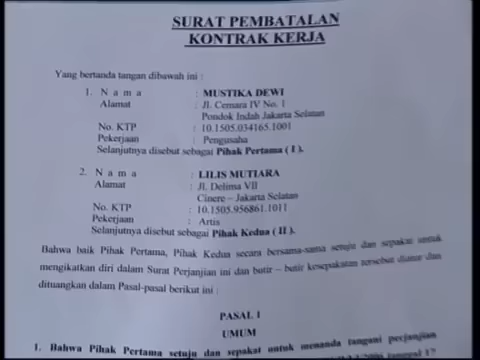 SURAT PEMBATALAN
KONTRAK KERJA
Yang bertanda tangan dibawah ini :
1. N a m a : MUSTIKA DEWI
Alamat : Jl. Cemara IV No. 1
Pondok Indah Jakarta Selatan
No. KTP : 10.1505.034165.1001
Pekerjaan : Pengusaha
Selanjutnya disebut sebagai Pihak Pertama ( I ).
2. N a m a : LILIS MUTIARA
Alamat : Jl. Delima VII
Cinere – Jakarta Selatan
No. KTP : 10.1505.956861.1011
Pekerjaan : Artis
Selanjutnya disebut sebagai Pihak Kedua ( II ).
Bahwa baik Pihak Pertama, Pihak Kedua secara bersama-sama setuju dan sepakat untuk
mengikatkan diri dalam Surat Perjanjian ini dan butir – butir kesepakatan tersebut diatur dan
dituangkan dalam Pasal-pasal berikut ini :
PASAL 1
UMUM
1. Bahwa Pihak Pertama setuju dan sepakat untuk menanda tangani perjanjian